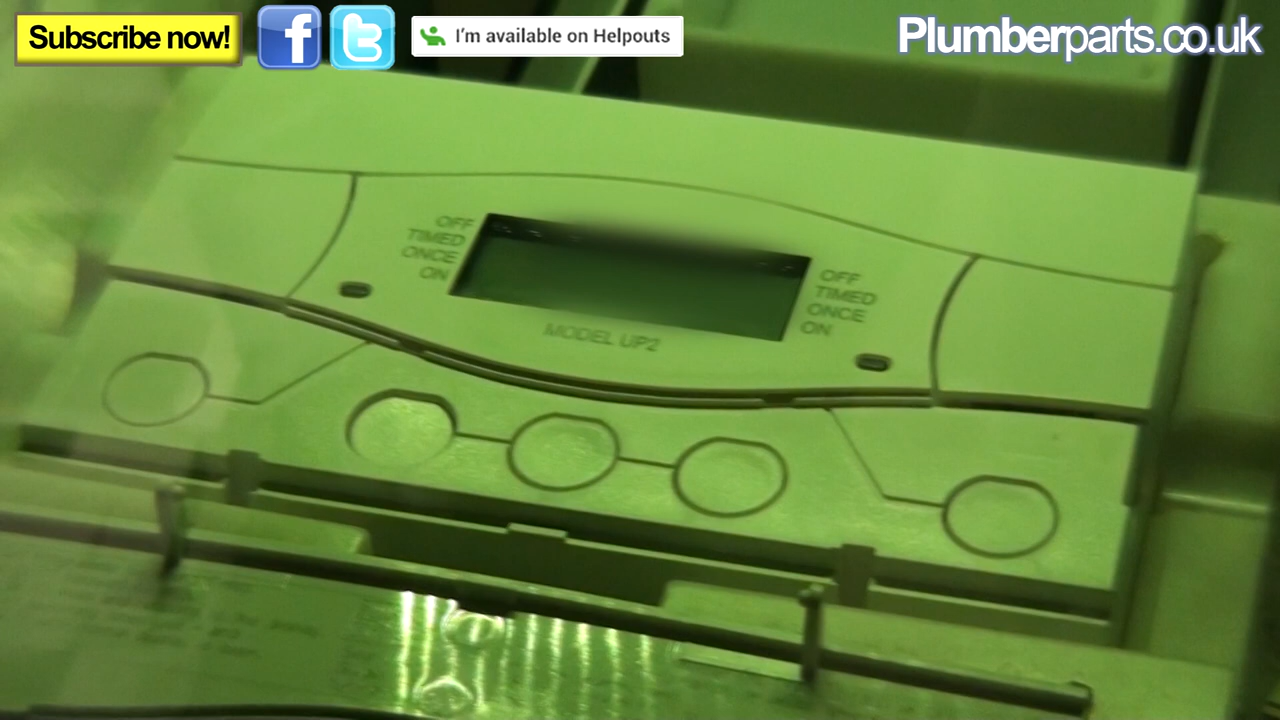 Subscribe now!
I'm available on Helpouts
Plumberparts.co.uk
OFF
TIMED
ONCE
ON
OFF
TIMED
ONCE
ON
MODEL UP2